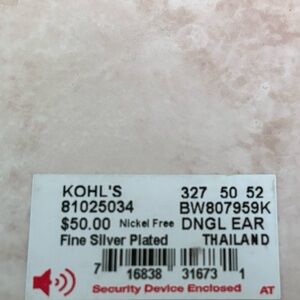 KOHL'S 327 50 52
81025034 BW807959K
$50.00 Nickel Free DNGL EAR
Fine Silver Plated THAILAND
7 16838 31673 1
Security Device Enclosed AT